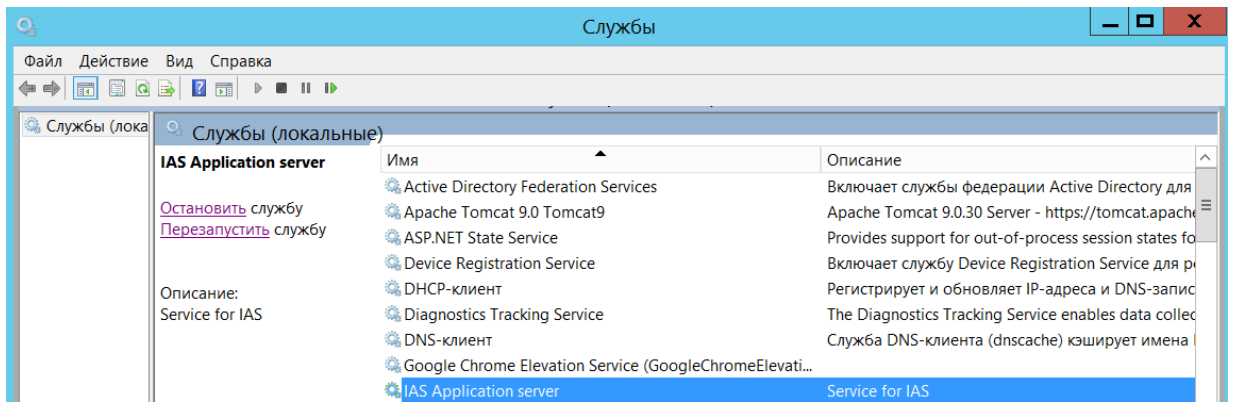 Службы
Файл Действие Вид Справка
Службы (лока
Службы (локальные)
IAS Application server
Остановить службу
Перезапустить службу
Описание:
Service for IAS
Имя Описание
Active Directory Federation Services Включает службы федерации Active Directory для
Apache Tomcat 9.0 Tomcat9 Apache Tomcat 9.0.30 Server - https://tomcat.apache
ASP.NET State Service Provides support for out-of-process session states fo
Device Registration Service Включает службу Device Registration Service для р
DHCP-клиент Регистрирует и обновляет IP-адреса и DNS-запис
Diagnostics Tracking Service The Diagnostics Tracking Service enables data collec
DNS-клиент Служба DNS-клиента (dnscache) кэширует имена
Google Chrome Elevation Service (GoogleChromeElevati...
IAS Application server Service for IAS